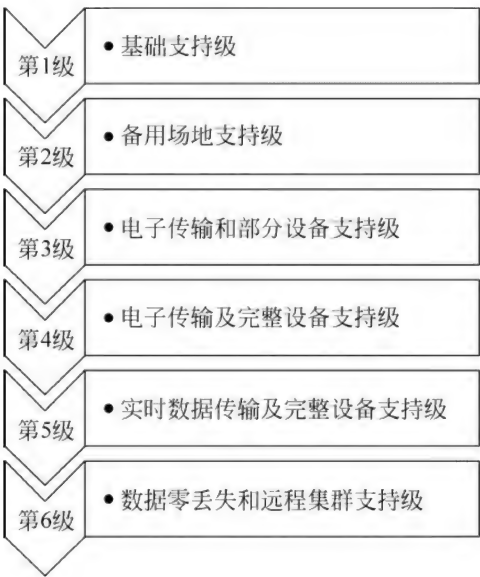 第1级
• 基础支持级
第2级
• 备用场地支持级
第3级
• 电子传输和部分设备支持级
第4级
• 电子传输及完整设备支持级
第5级
• 实时数据传输及完整设备支持级
第6级
• 数据零丢失和远程集群支持级